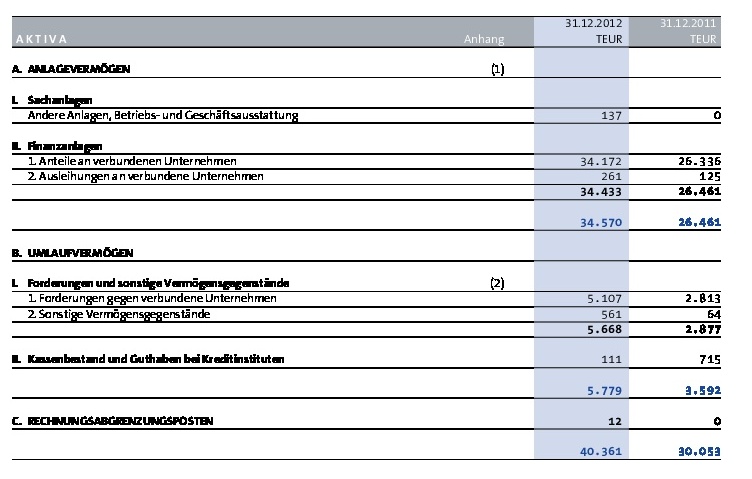 31.12.2012 31.12.2011
AKTIVA Anhang TEUR TEUR
A. ANLAGEVERMÖGEN (1)
I. Sachanlagen
Andere Anlagen, Betriebs- und Geschäftsausstattung 137 0
II. Finanzanlagen
1. Anteile an verbundenen Unternehmen 34.172 26.336
2. Ausleihungen an verbundene Unternehmen 261 125
34.433 26.461
34.570 26.461
B. UMLAUFVERMÖGEN
I. Forderungen und sonstige Vermögensgegenstände (2)
1. Forderungen gegen verbundene Unternehmen 5.107 2.813
2. Sonstige Vermögensgegenstände 561 64
5.668 2.877
II. Kassenbestand und Guthaben bei Kreditinstituten 111 715
5.779 3.592
C. RECHNUNGSABGRENZUNGSPOSTEN 12 0
40.361 30.053